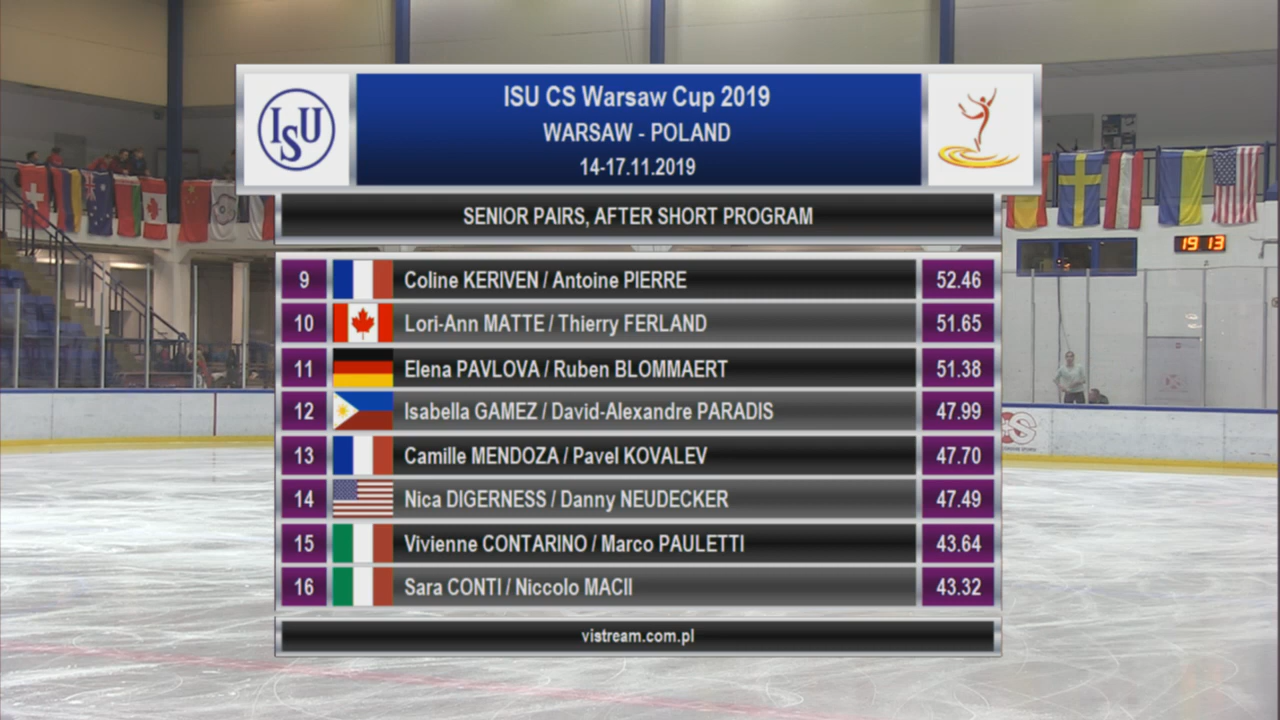 ISU
ISU CS Warsaw Cup 2019
WARSAW - POLAND
14-17.11.2019
SENIOR PAIRS, AFTER SHORT PROGRAM
9 Coline KERIVEN / Antoine PIERRE 52.46
10 Lori-Ann MATTE / Thierry FERLAND 51.65
11 Elena PAVLOVA / Ruben BLOMMAERT 51.38
12 Isabella GAMEZ / David-Alexandre PARADIS 47.99
13 Camille MENDOZA / Pavel KOVALEV 47.70
14 Nica DIGERNESS / Danny NEUDECKER 47.49
15 Vivienne CONTARINO / Marco PAULETTI 43.64
16 Sara CONTI / Niccolo MACII 43.32
vistream.com.pl
19 13